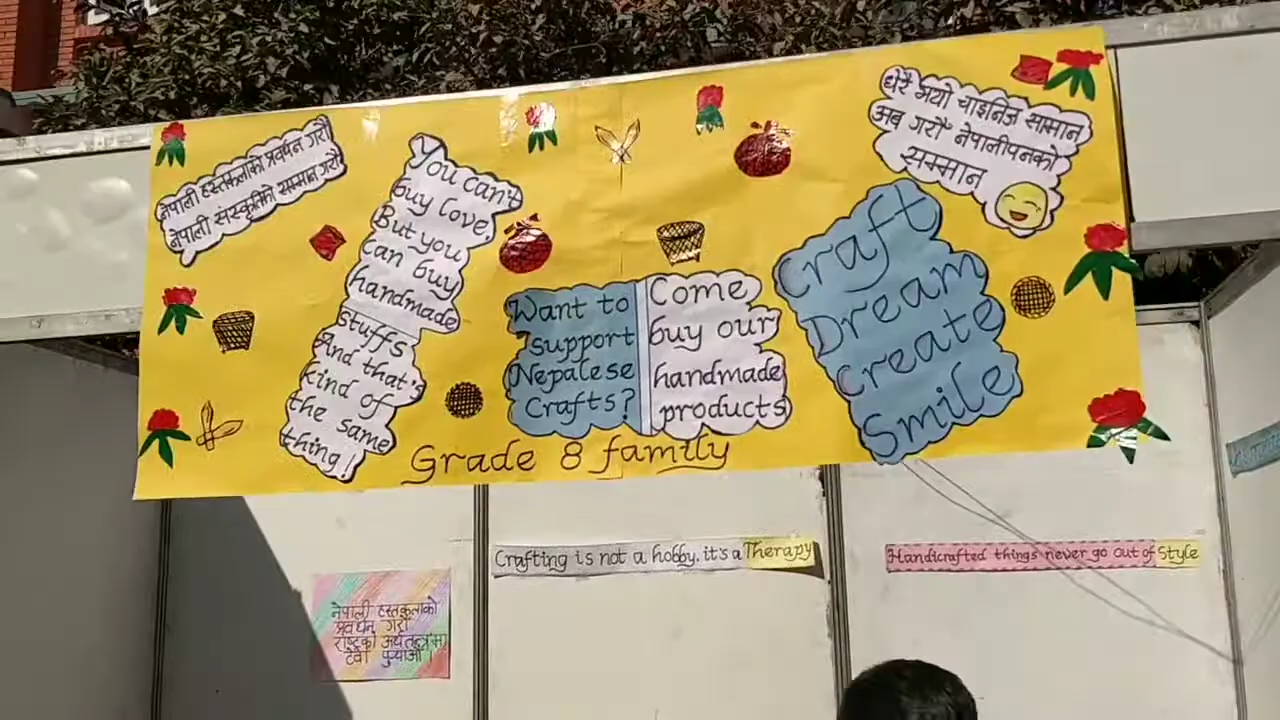 नेपाली हस्तकलाको प्रवर्धन गरौं
नेपाली संस्कृतिको सम्मान गरौं
You can't
buy love,
But you
can buy
handmade
stuffs
And that's
kind of
the same
thing!
Want to
support
Nepalese
Crafts?
Come
buy our
handmade
products
Craft
Dream
Create
Smile
धेरै भयो चाइनिज सामान
अब गरौं नेपालीपनको
सम्मान
Grade 8 family
Crafting is not a hobby. it's a Therapy
Handicrafted things never go out of Style
नेपाली हस्तकलाको
प्रवर्धन गरौं
राष्ट्रको अर्थतन्त्रमा
टेवा पुर्याऔं ।